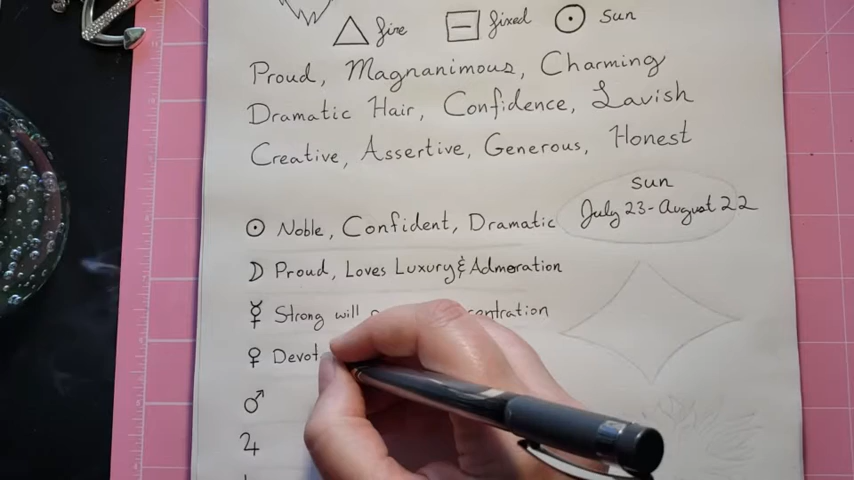 fire fixed Sun
Proud, Magnanimous, Charming
Dramatic Hair, Confidence, Lavish
Creative, Assertive, Generous, Honest
sun
July 23-August 22
☉ Noble, Confident, Dramatic
☽ Proud, Loves Luxury & Admoration
☿ Strong will
♀ Devot
♂
♃